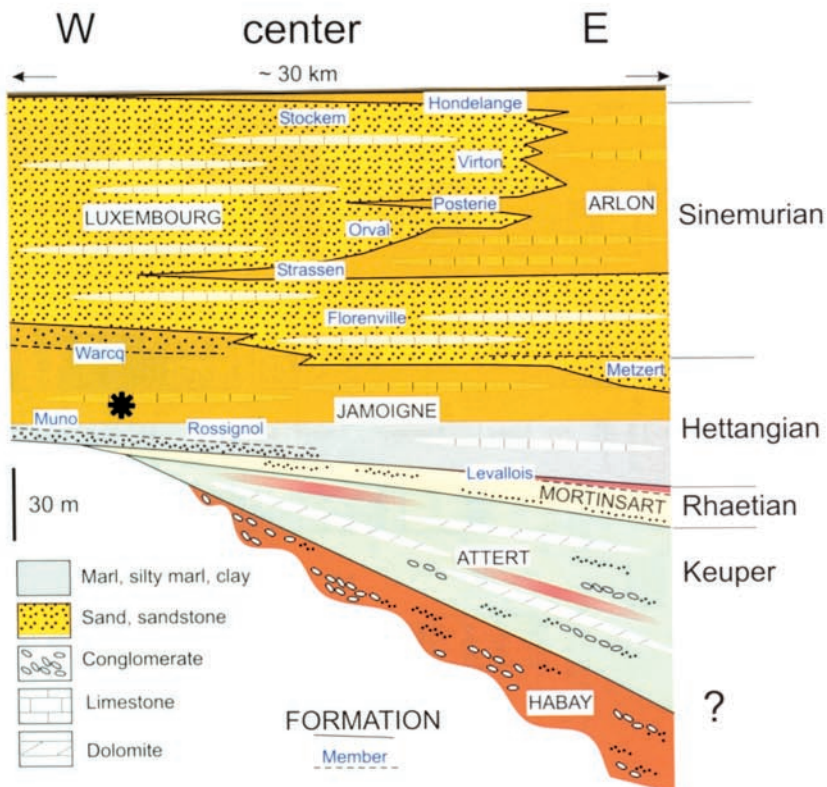 W center E
~ 30 km
Hondelange
Stockem
Virton
Posterie
LUXEMBOURG
ARLON
Sinemurian
Orval
Strassen
Florenville
Warcq
Metzert
JAMOIGNE
Muno
Rossignol
Hettangian
Levallois
MORTINSART
Rhaetian
30 m
ATTERT
Keuper
Marl, silty marl, clay
Sand, sandstone
Conglomerate
Limestone
Dolomite
HABAY
?
FORMATION
Member